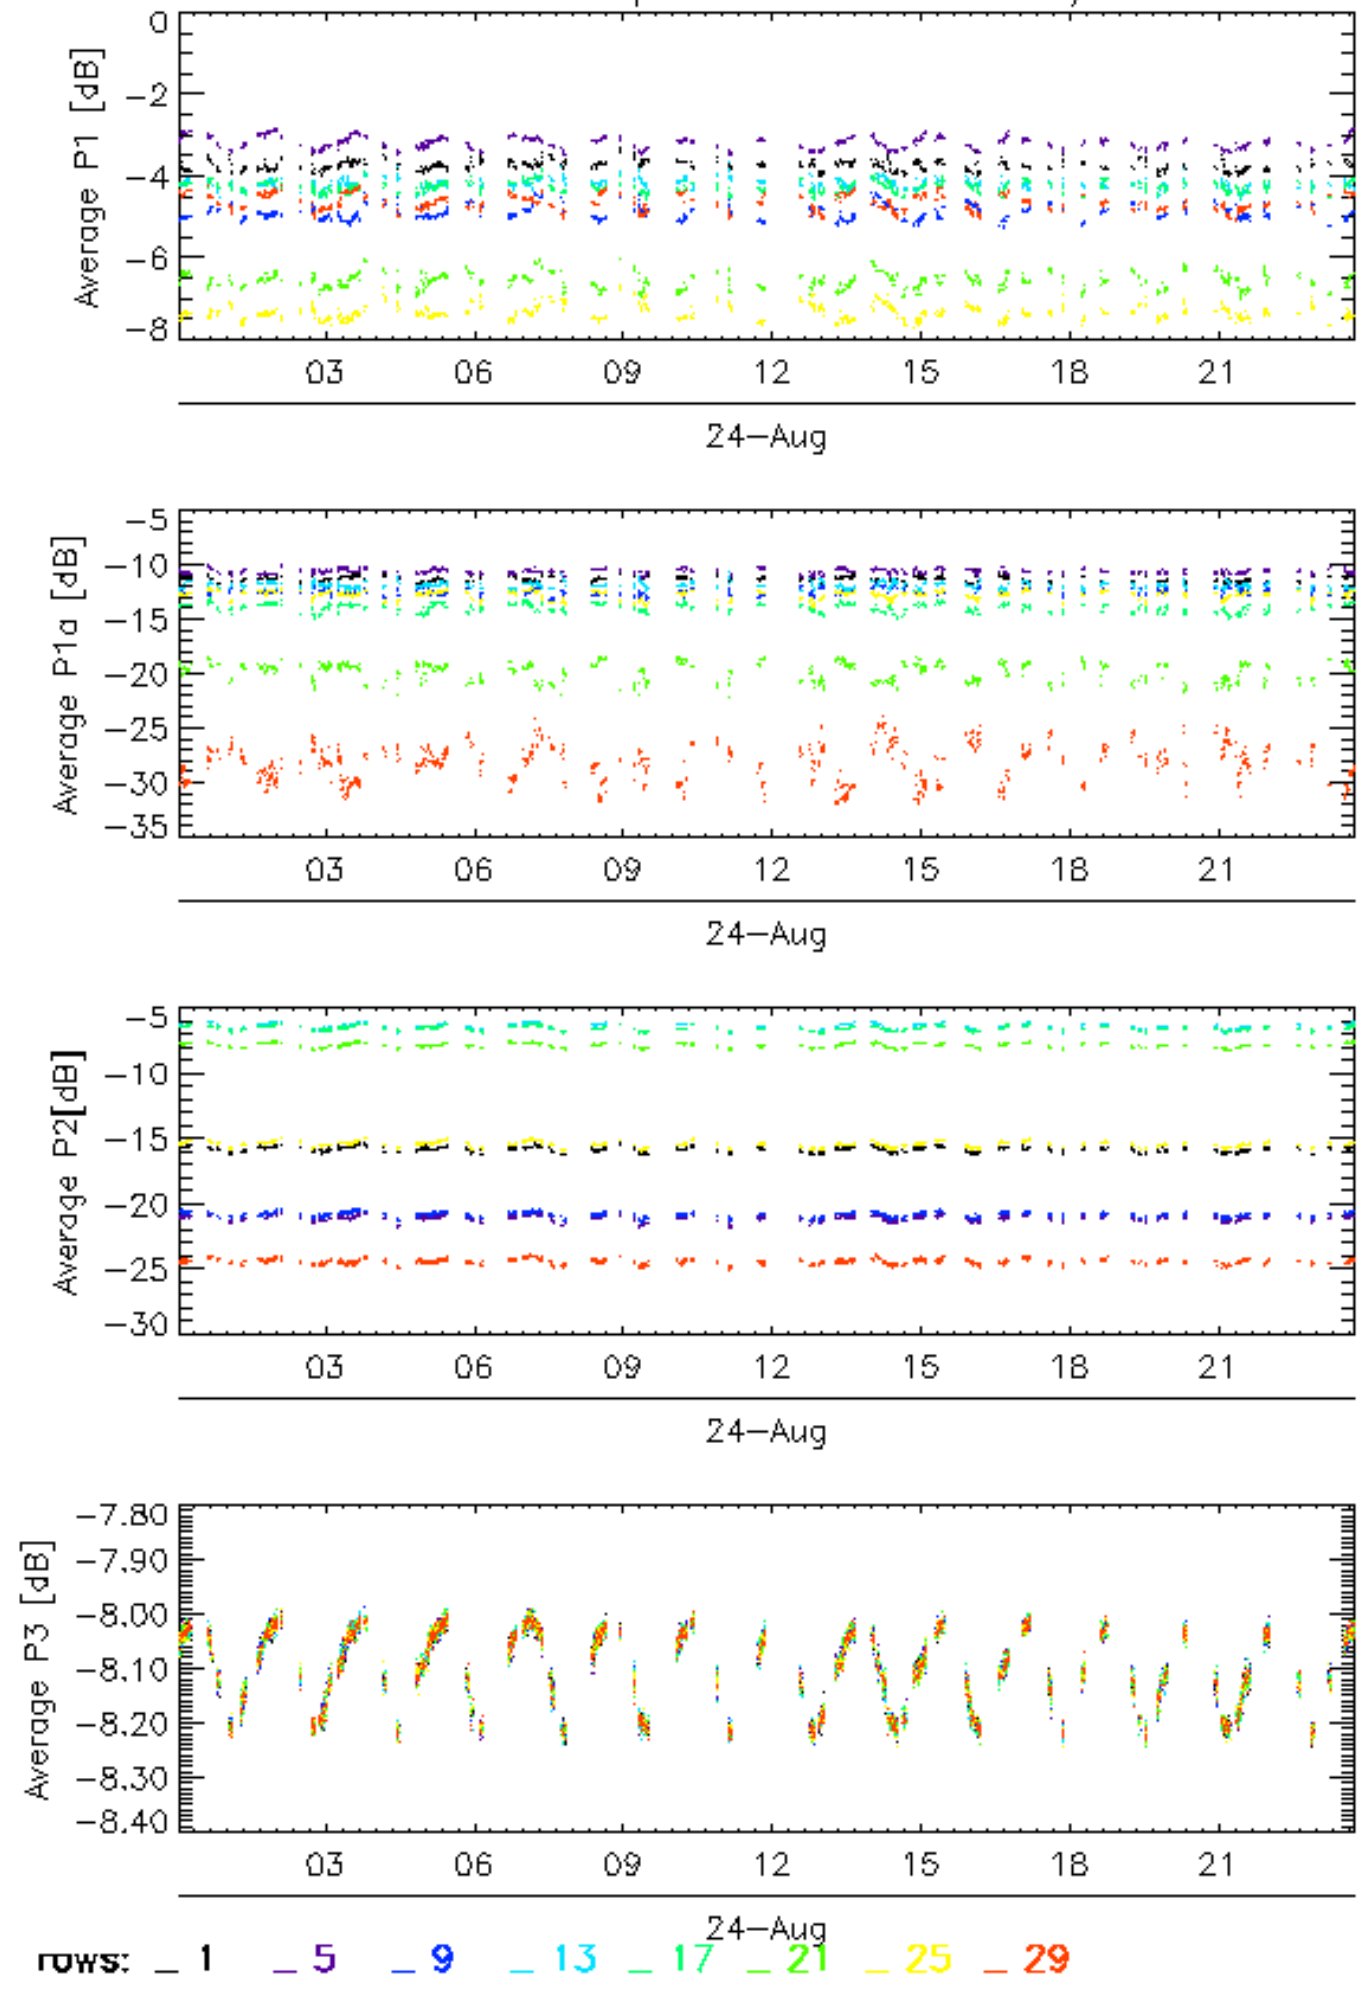 0
−2
−4
−6
−8
Average P1 [dB]
03 06 09 12 15 18 21
24−Aug
−5
−10
−15
−20
−25
−30
−35
Average P1a [dB]
03 06 09 12 15 18 21
24−Aug
−5
−10
−15
−20
−25
−30
Average P2[dB]
03 06 09 12 15 18 21
24−Aug
−7.80
−7.90
−8.00
−8.10
−8.20
−8.30
−8.40
Average P3 [dB]
03 06 09 12 15 18 21
24−Aug
rows: _ 1 _ 5 _ 9 _ 13 _ 17 _ 21 _ 25 _ 29